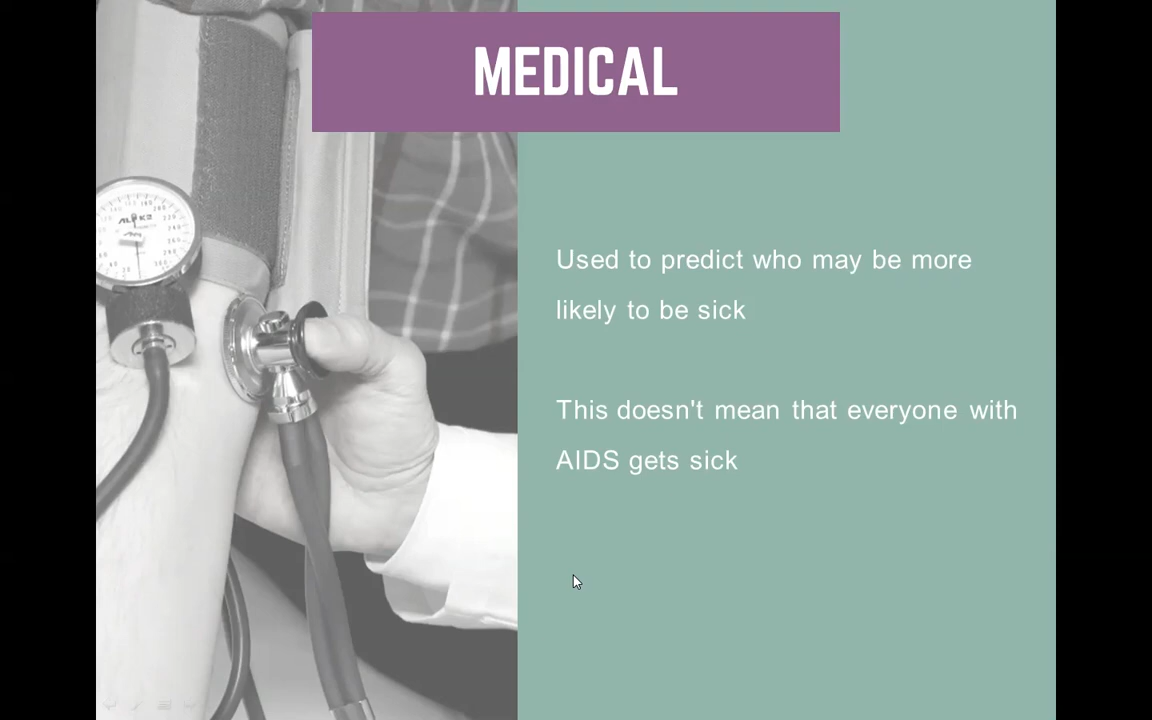 MEDICAL
Used to predict who may be more
likely to be sick
This doesn't mean that everyone with
AIDS gets sick